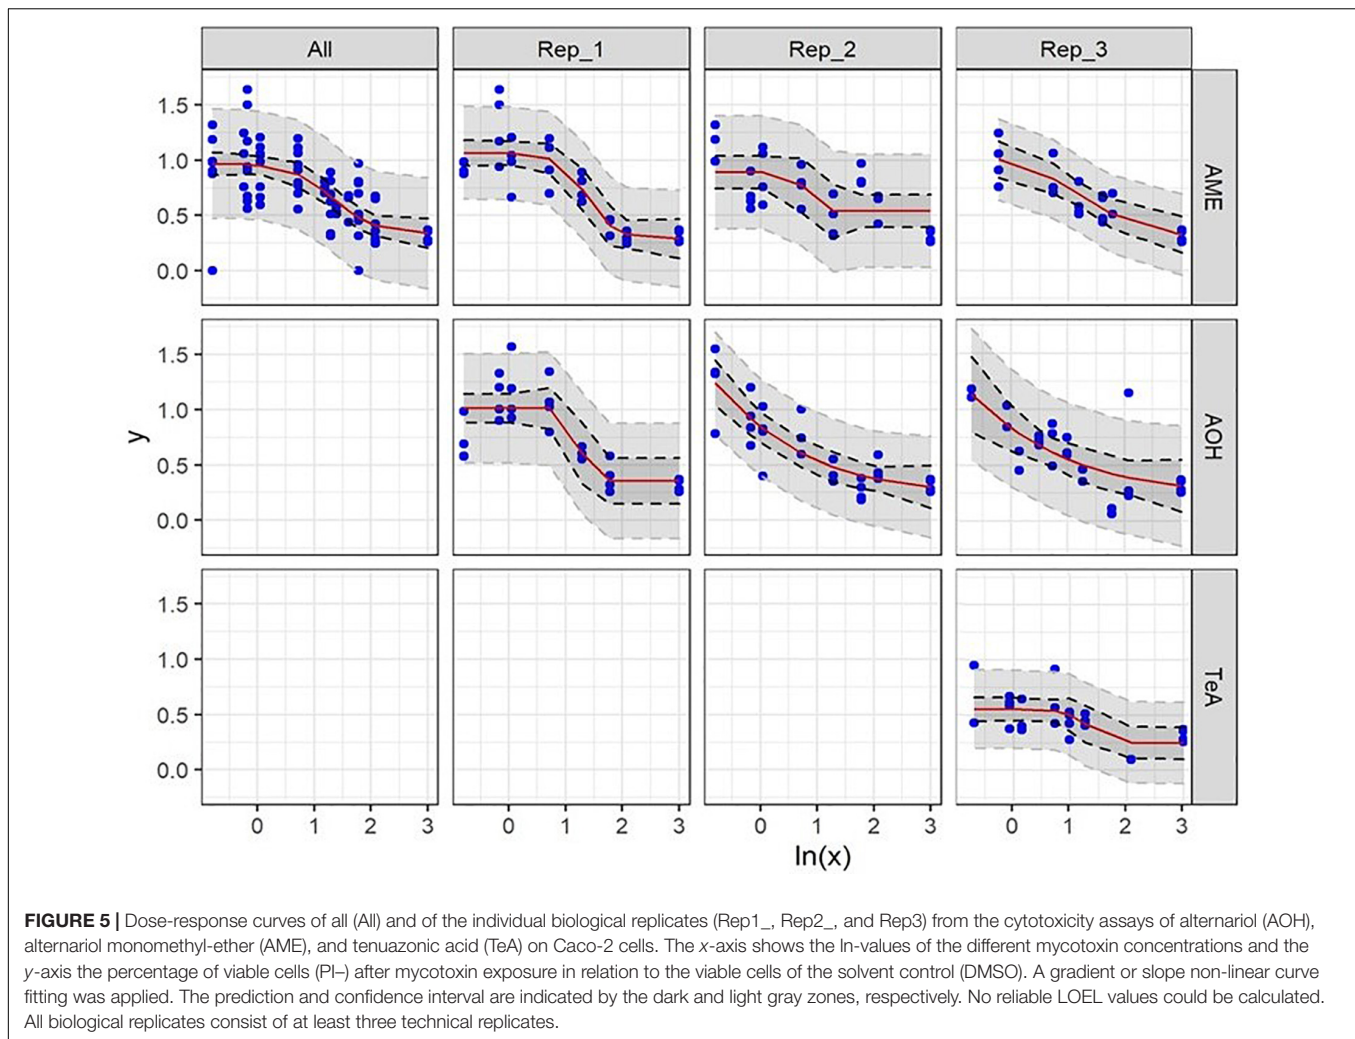 All Rep_1 Rep_2 Rep_3
1.5
1.0
0.5
0.0
AME
1.5
1.0
0.5
0.0
AOH
y
1.5
1.0
0.5
0.0
TeA
0 1 2 3 0 1 2 3 0 1 2 3 0 1 2 3
ln(x)
FIGURE 5 | Dose-response curves of all (All) and of the individual biological replicates (Rep1_, Rep2_, and Rep3) from the cytotoxicity assays of alternariol (AOH),
alternariol monomethyl-ether (AME), and tenuazonic acid (TeA) on Caco-2 cells. The x-axis shows the ln-values of the different mycotoxin concentrations and the
y-axis the percentage of viable cells (PI–) after mycotoxin exposure in relation to the viable cells of the solvent control (DMSO). A gradient or slope non-linear curve
fitting was applied. The prediction and confidence interval are indicated by the dark and light gray zones, respectively. No reliable LOEL values could be calculated.
All biological replicates consist of at least three technical replicates.